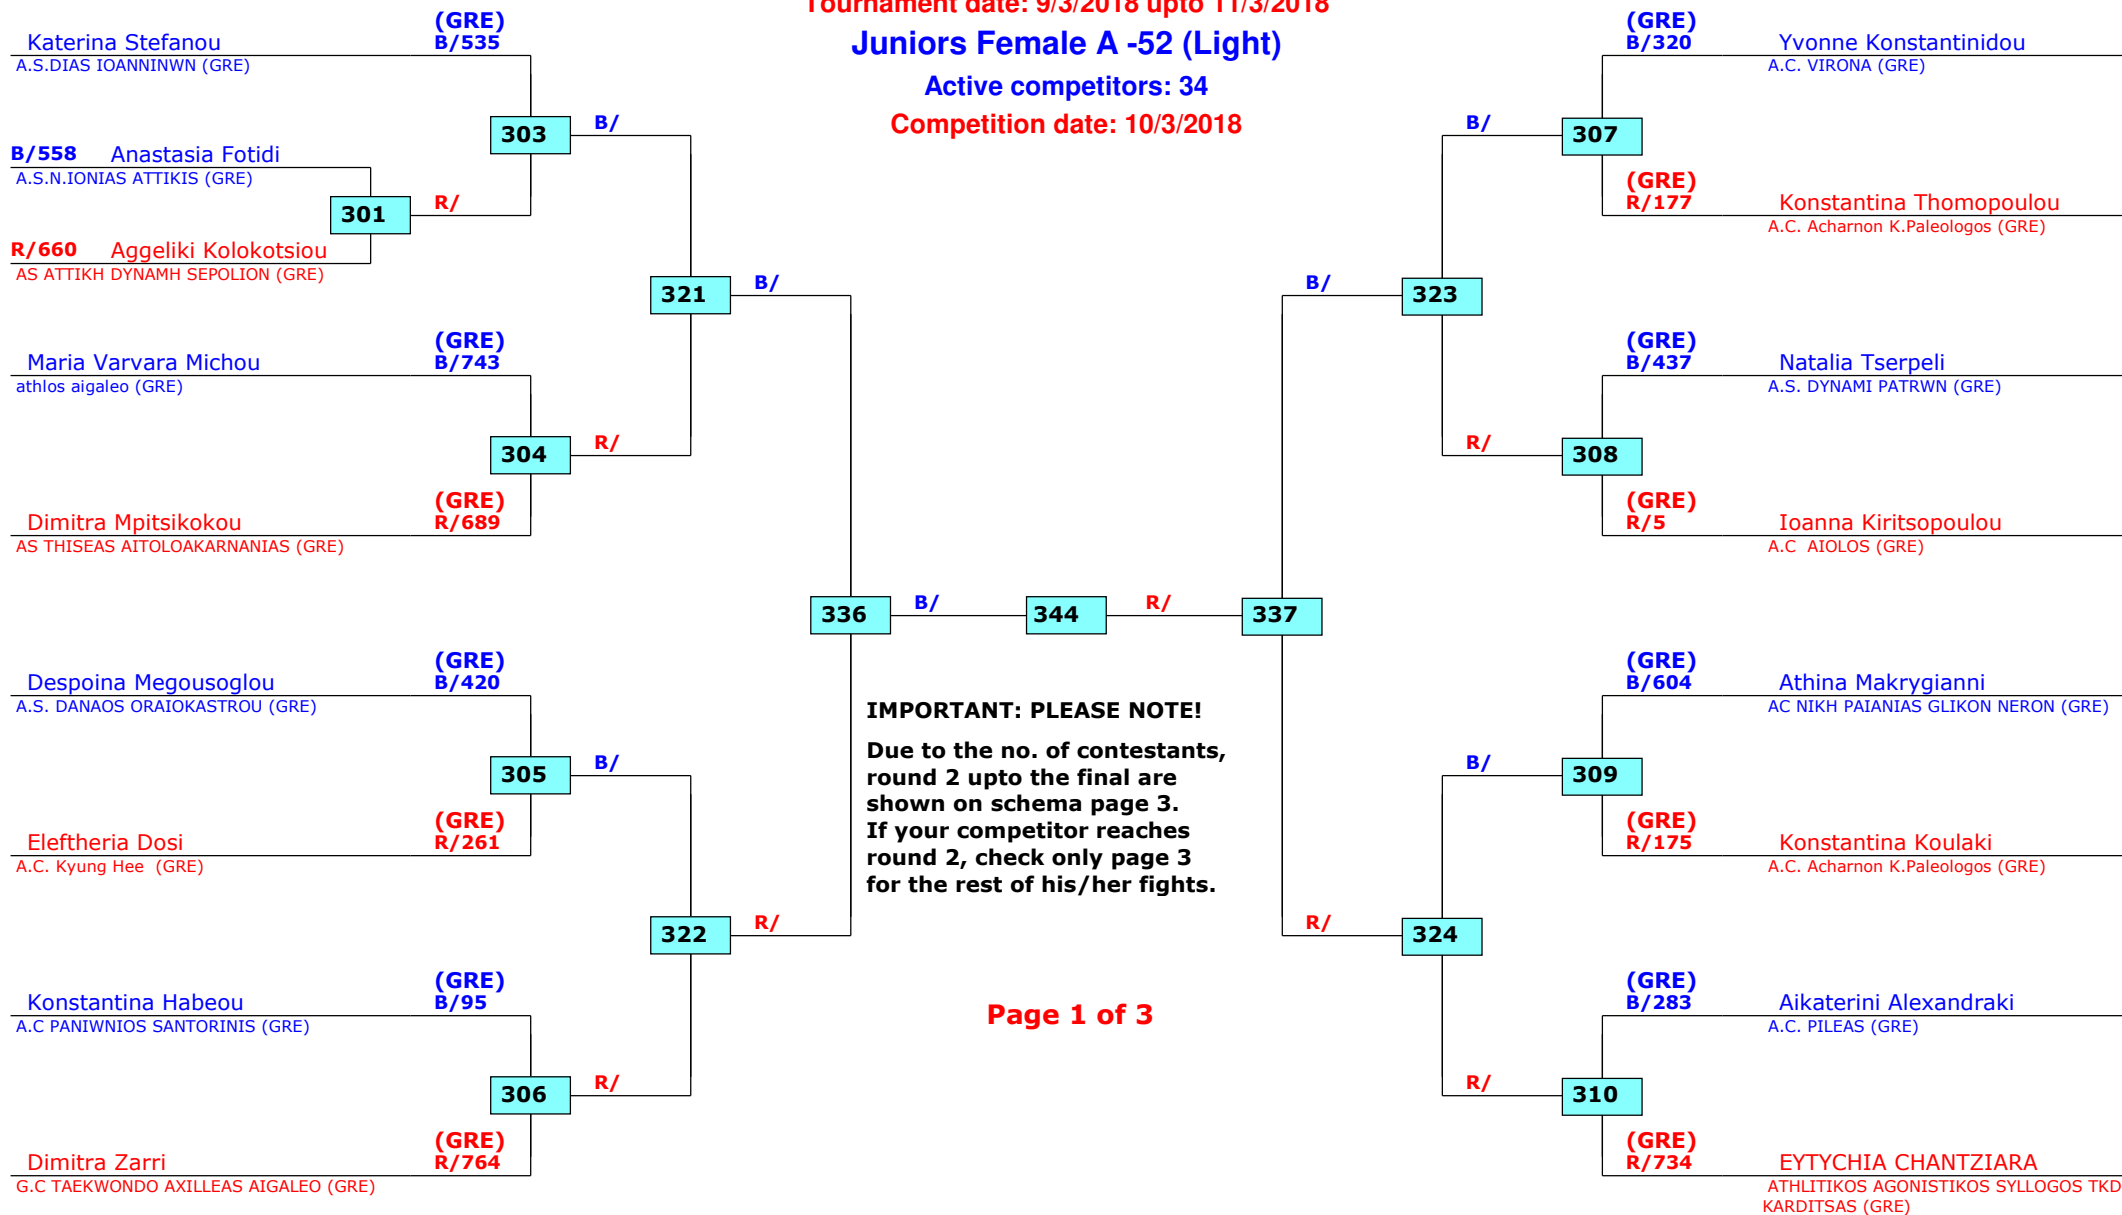 Tournament date: 9/3/2018 upto 11/3/2018
Juniors Female A -52 (Light)
Active competitors: 34
Competition date: 10/3/2018
(GRE)
Katerina Stefanou B/535
A.S.DIAS IOANNINWN (GRE)
303 B/
B/558 Anastasia Fotidi
A.S.N.IONIAS ATTIKIS (GRE)
301 R/
R/660 Aggeliki Kolokotsiou
AS ATTIKH DYNAMH SEPOLION (GRE)
321 B/
(GRE)
Maria Varvara Michou B/743
athlos aigaleo (GRE)
304 R/
(GRE)
Dimitra Mpitsikokou R/689
AS THISEAS AITOLOAKARNANIAS (GRE)
336 B/ 344 R/ 337
(GRE)
Despoina Megousoglou B/420
A.S. DANAOS ORAIOKASTROU (GRE)
305 B/
(GRE)
Eleftheria Dosi R/261
A.C. Kyung Hee (GRE)
322 R/
(GRE)
Konstantina Habeou B/95
A.C PANIWNIOS SANTORINIS (GRE)
306 R/
(GRE)
Dimitra Zarri R/764
G.C TAEKWONDO AXILLEAS AIGALEO (GRE)
IMPORTANT: PLEASE NOTE!
Due to the no. of contestants,
round 2 upto the final are
shown on schema page 3.
If your competitor reaches
round 2, check only page 3
for the rest of his/her fights.
Page 1 of 3
(GRE)
B/320 Yvonne Konstantinidou
A.C. VIRONA (GRE)
B/ 307
(GRE)
R/177 Konstantina Thomopoulou
A.C. Acharnon K.Paleologos (GRE)
B/ 323
(GRE)
B/437 Natalia Tserpeli
A.S. DYNAMI PATRWN (GRE)
R/ 308
(GRE)
R/5 Ioanna Kiritsopoulou
A.C AIOLOS (GRE)
(GRE)
B/604 Athina Makrygianni
AC NIKH PAIANIAS GLIKON NERON (GRE)
B/ 309
(GRE)
R/175 Konstantina Koulaki
A.C. Acharnon K.Paleologos (GRE)
R/ 324
(GRE)
B/283 Aikaterini Alexandraki
A.C. PILEAS (GRE)
R/ 310
(GRE)
R/734 EYTYCHIA CHANTZIARA
ATHLITIKOS AGONISTIKOS SYLLOGOS TKD
KARDITSAS (GRE)